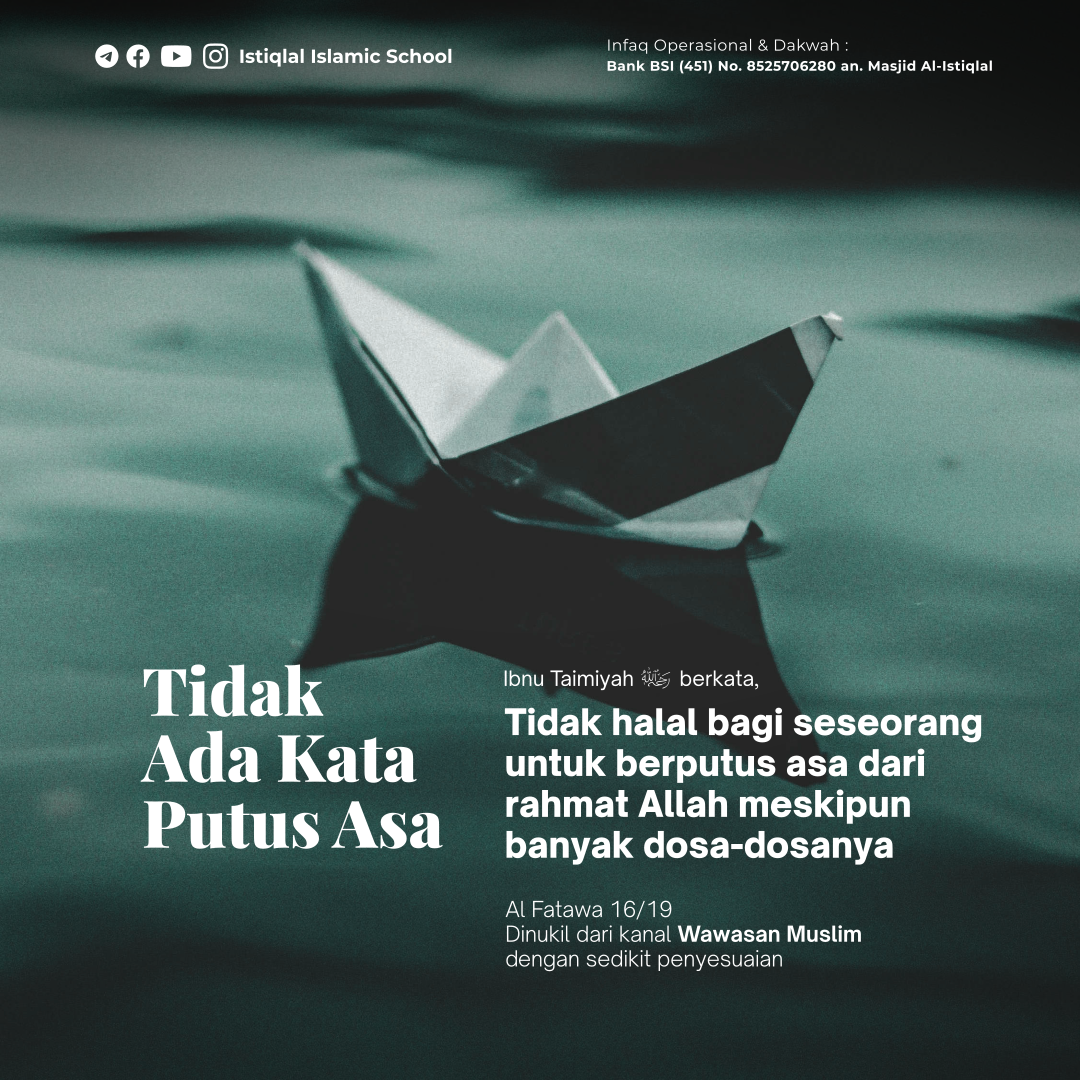 Istiqlal Islamic School
Infaq Operasional & Dakwah :
Bank BSI (451) No. 8525706280 an. Masjid Al-Istiqlal
Tidak
Ada Kata
Putus Asa
Ibnu Taimiyah رحمه الله berkata,
Tidak halal bagi seseorang
untuk berputus asa dari
rahmat Allah meskipun
banyak dosa-dosanya
Al Fatawa 16/19
Dinukil dari kanal Wawasan Muslim
dengan sedikit penyesuaian